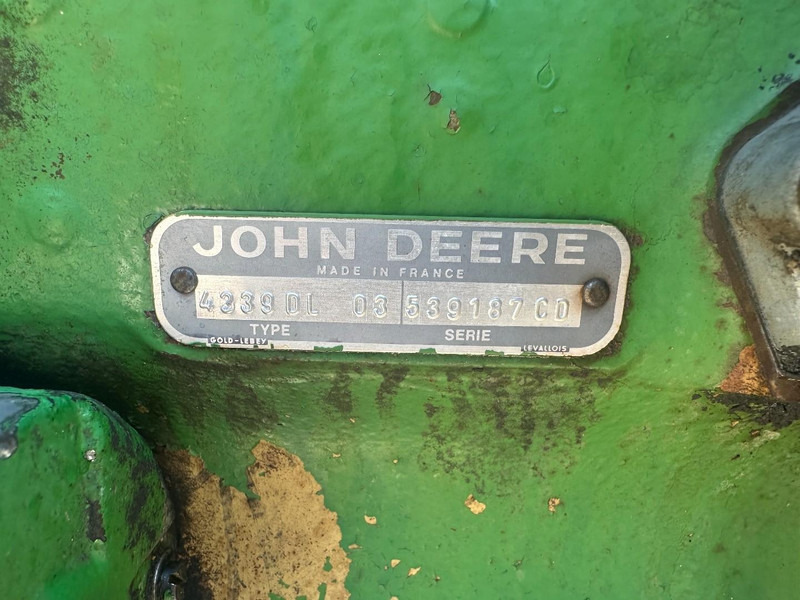 JOHN DEERE
MADE IN FRANCE
4239DL 03 539187CD
TYPE SERIE
GOLD-LEBEY LEVALLOIS